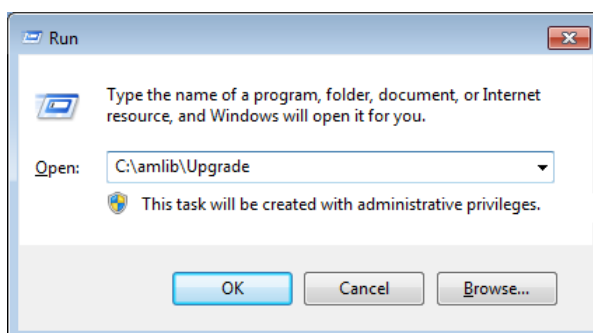 Run
Type the name of a program, folder, document, or Internet
resource, and Windows will open it for you.
Open: C:\amlib\Upgrade
This task will be created with administrative privileges.
OK Cancel Browse...